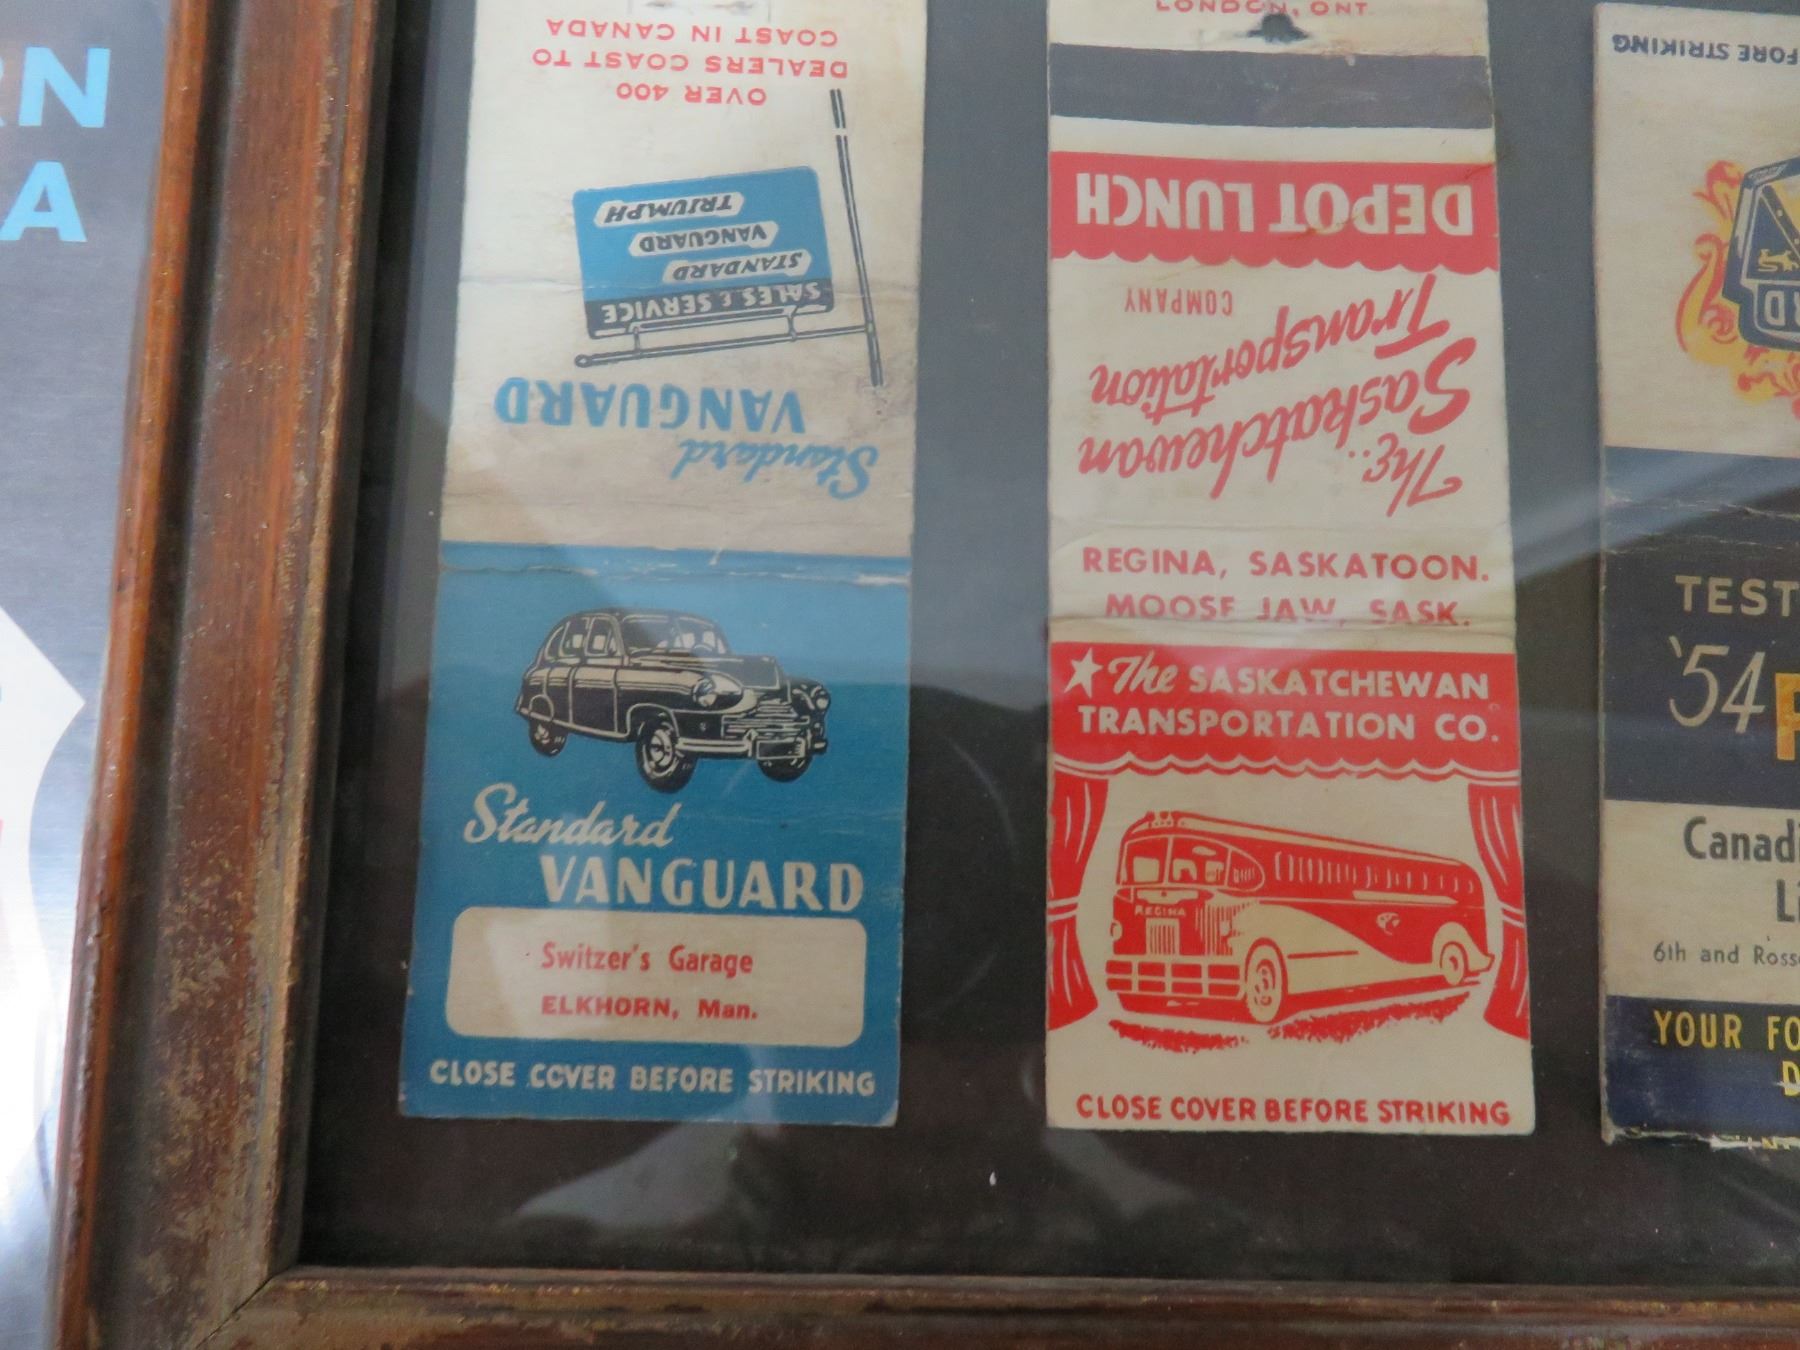 RN
A
OVER 400
DEALERS COAST TO
COAST IN CANADA
SALES & SERVICE
STANDARD
VANGUARD
TRIUMPH
Standard
VANGUARD
Standard
VANGUARD
Switzer's Garage
ELKHORN, Man.
CLOSE COVER BEFORE STRIKING
LONDON, ONT.
DEPOT LUNCH
The..
Saskatchewan
Transportation
COMPANY
REGINA, SASKATOON.
MOOSE JAW, SASK.
The SASKATCHEWAN
TRANSPORTATION CO.
REGINA
CLOSE COVER BEFORE STRIKING
FORE STRIKING
RD
TEST
'54 F
Canadi
Li
6th and Ross
YOUR FO
D